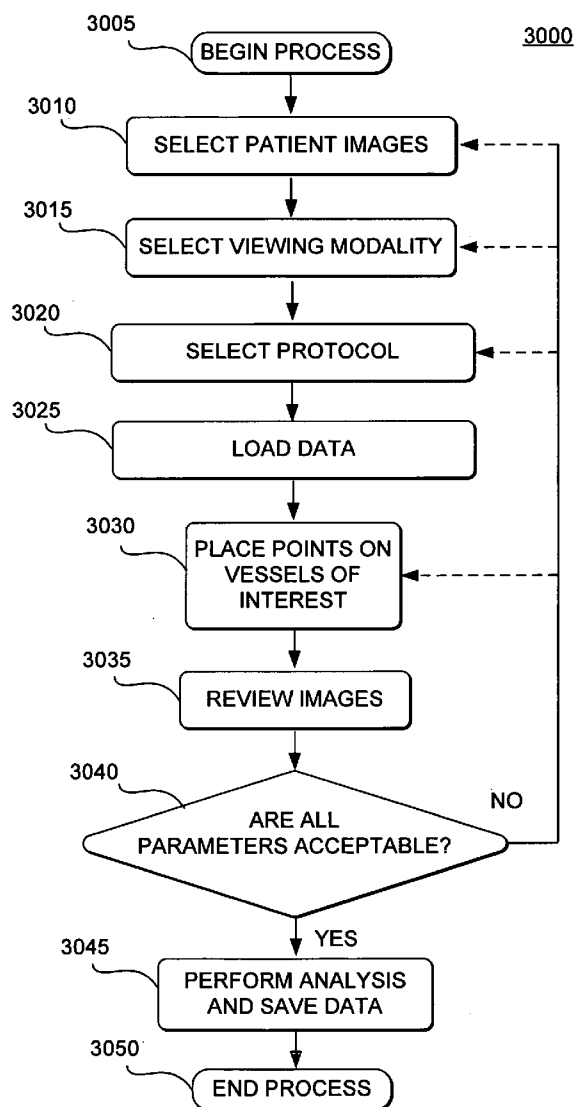 3000
3005
BEGIN PROCESS
3010
SELECT PATIENT IMAGES
3015
SELECT VIEWING MODALITY
3020
SELECT PROTOCOL
3025
LOAD DATA
3030
PLACE POINTS ON
VESSELS OF
INTEREST
3035
REVIEW IMAGES
3040
ARE ALL
PARAMETERS ACCEPTABLE?
NO
YES
3045
PERFORM ANALYSIS
AND SAVE DATA
3050
END PROCESS